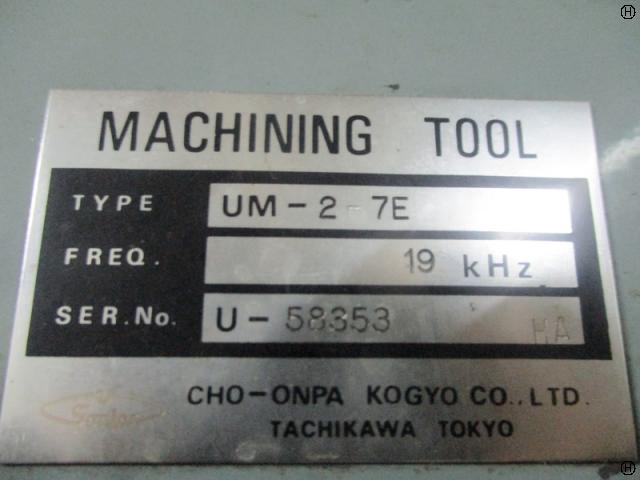 MACHINING TOOL
TYPE UM-2-7E
FREQ. 19 kHz
SER.No. U-58353 HA
CHO-ONPA KOGYO CO.,LTD.
TACHIKAWA TOKYO